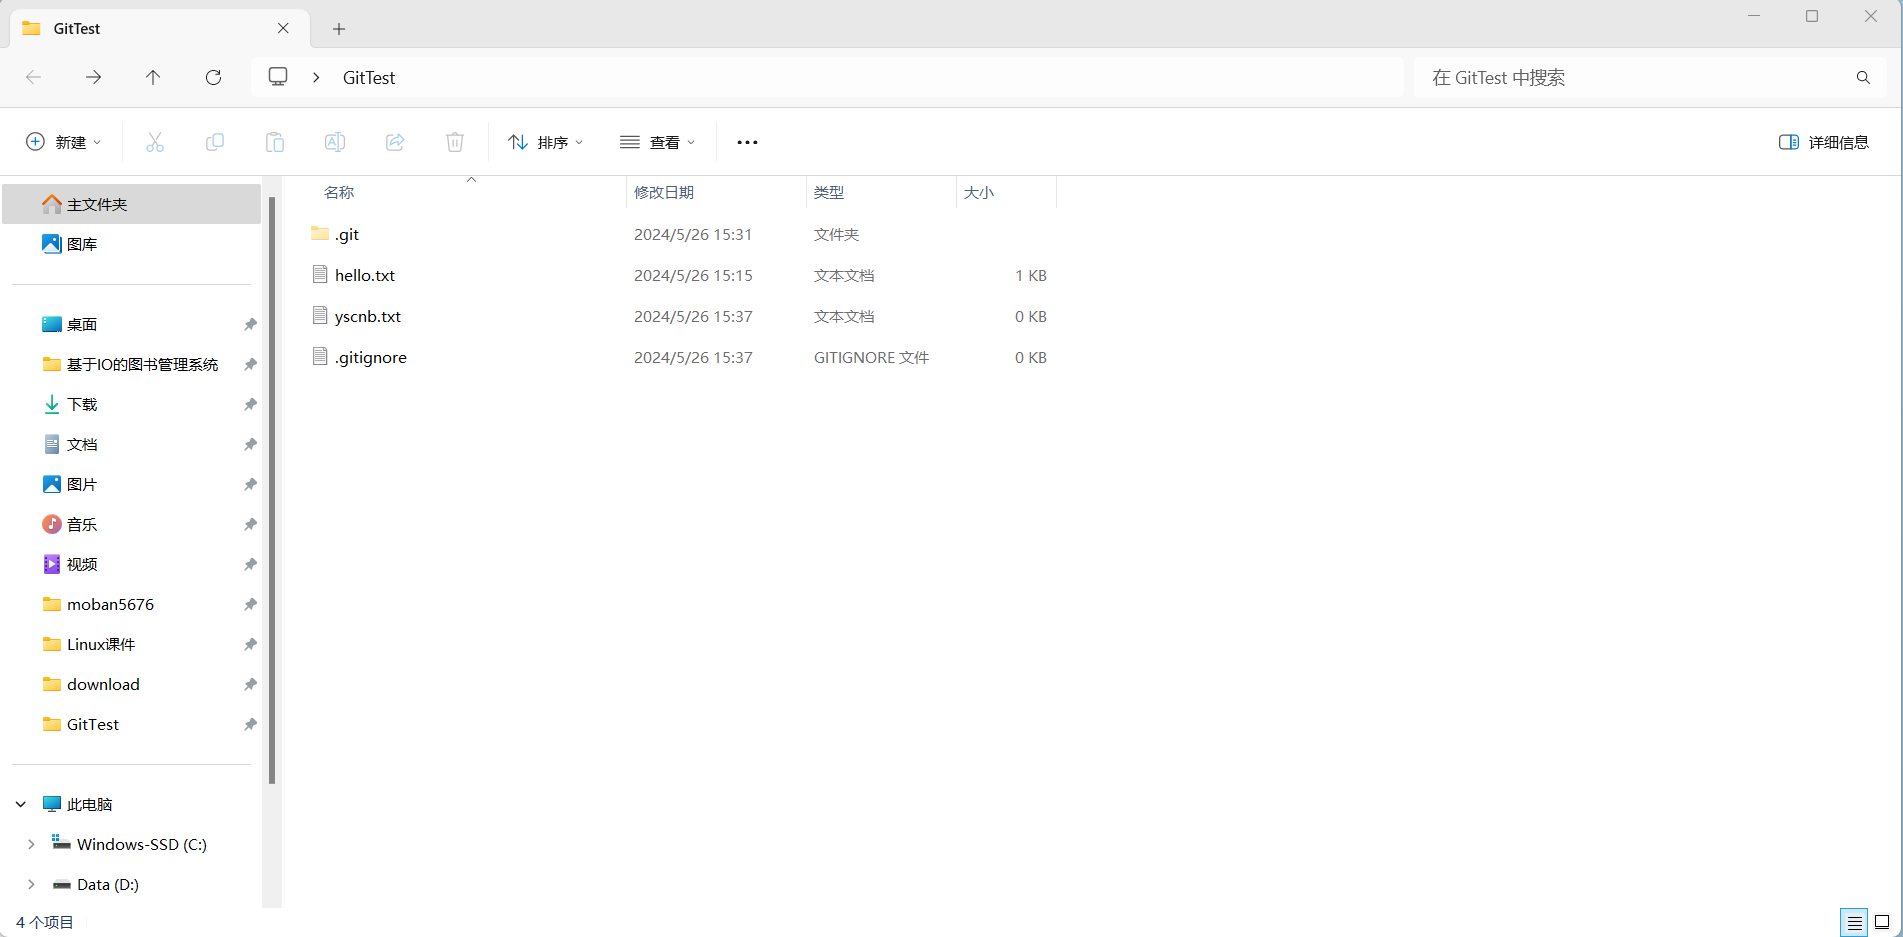 GitTest
GitTest
在 GitTest 中搜索
新建
排序
查看
详细信息
主文件夹
图库
桌面
基于IO的图书管理系统
下载
文档
图片
音乐
视频
moban5676
Linux课件
download
GitTest
此电脑
Windows-SSD (C:)
Data (D:)
名称 修改日期 类型 大小
.git 2024/5/26 15:31 文件夹
hello.txt 2024/5/26 15:15 文本文档 1 KB
yscnb.txt 2024/5/26 15:37 文本文档 0 KB
.gitignore 2024/5/26 15:37 GITIGNORE 文件 0 KB
4 个项目